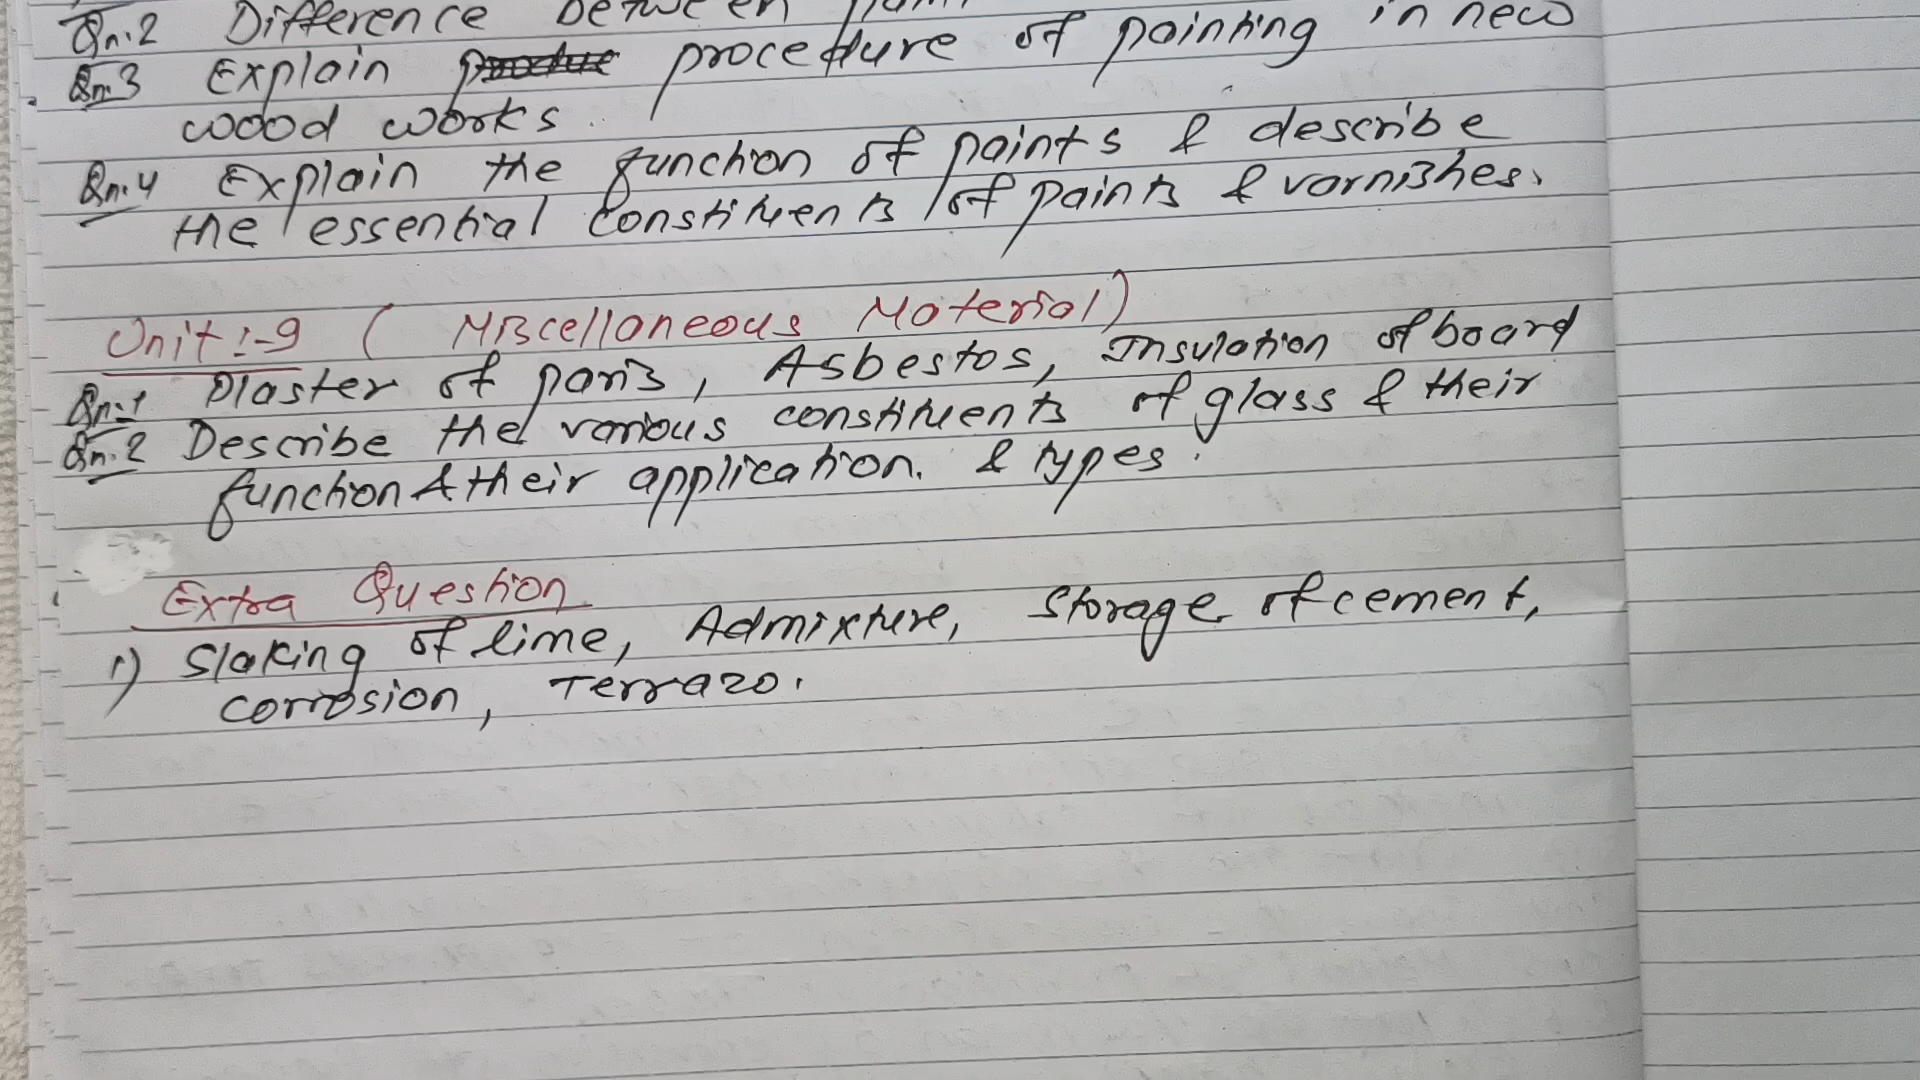 Qn.2 Difference between
Qn.3 Explain procedure of painting in new
wood works.
Qn.4 Explain the function of paints & describe
the essential constituents of paints & varnishes.
Unit:-9 ( Miscellaneous Material)
Qn.1 Plaster of paris, Asbestos, Insulation of board
Qn.2 Describe the various constituents of glass & their
function & their application. & types.
Extra Question
1) Slaking of lime, Admixture, Storage of cement,
corrosion, Terrazo.